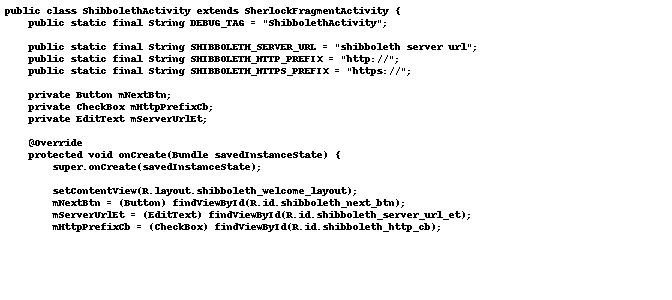 public class ShibbolethActivity extends SherlockFragmentActivity {
    public static final String DEBUG_TAG = "ShibbolethActivity";

    public static final String SHIBBOLETH_SERVER_URL = "shibboleth server url";
    public static final String SHIBBOLETH_HTTP_PREFIX = "http://";
    public static final String SHIBBOLETH_HTTPS_PREFIX = "https://";

    private Button mNextBtn;
    private CheckBox mHttpPrefixCb;
    private EditText mServerUrlEt;

    @Override
    protected void onCreate(Bundle savedInstanceState) {
        super.onCreate(savedInstanceState);

        setContentView(R.layout.shibboleth_welcome_layout);
        mNextBtn = (Button) findViewById(R.id.shibboleth_next_btn);
        mServerUrlEt = (EditText) findViewById(R.id.shibboleth_server_url_et);
        mHttpPrefixCb = (CheckBox) findViewById(R.id.shibboleth_http_cb);